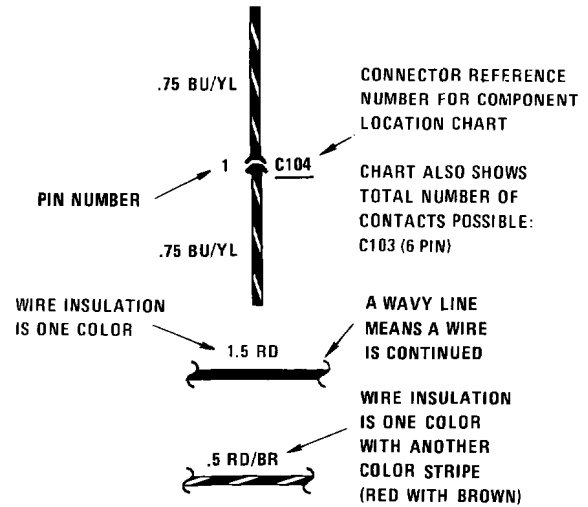 .75 BU/YL
CONNECTOR REFERENCE
NUMBER FOR COMPONENT
LOCATION CHART
1
C104
PIN NUMBER
CHART ALSO SHOWS
TOTAL NUMBER OF
CONTACTS POSSIBLE:
C103 (6 PIN)
.75 BU/YL
WIRE INSULATION
IS ONE COLOR
1.5 RD
A WAVY LINE
MEANS A WIRE
IS CONTINUED
.5 RD/BR
WIRE INSULATION
IS ONE COLOR
WITH ANOTHER
COLOR STRIPE
(RED WITH BROWN)